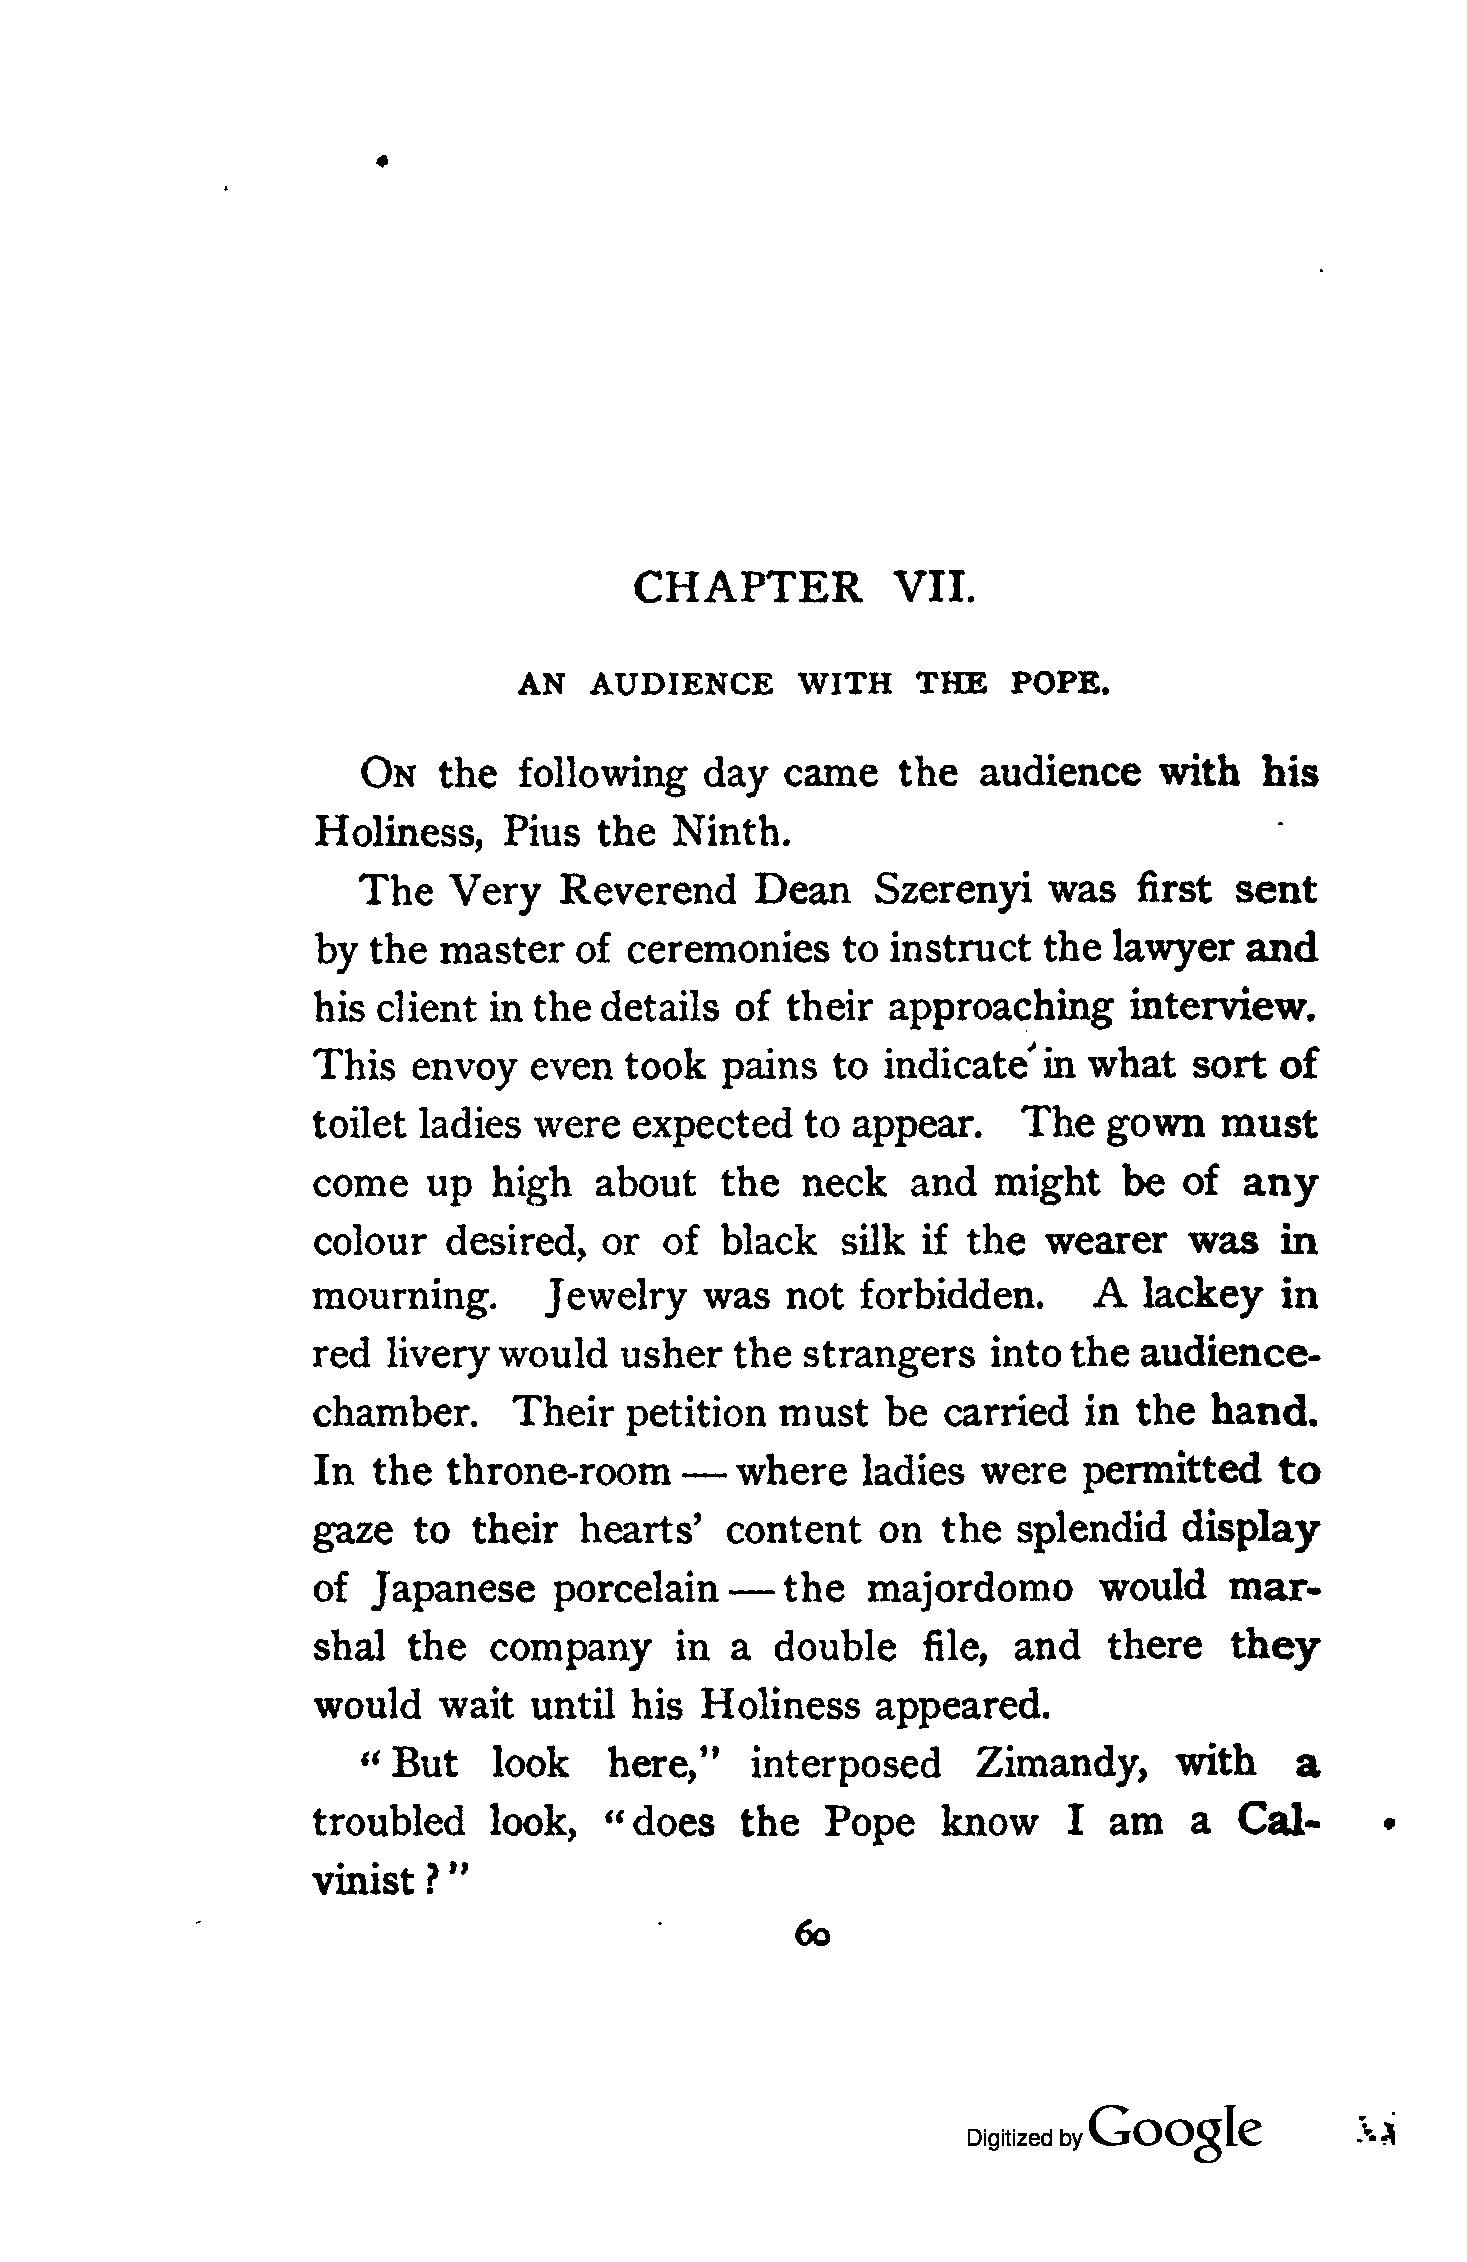 CHAPTER VII.
AN AUDIENCE WITH THE POPE.
ON the following day came the audience with his
Holiness, Pius the Ninth.
The Very Reverend Dean Szerenyi was first sent
by the master of ceremonies to instruct the lawyer and
his client in the details of their approaching interview.
This envoy even took pains to indicate in what sort of
toilet ladies were expected to appear. The gown must
come up high about the neck and might be of any
colour desired, or of black silk if the wearer was in
mourning. Jewelry was not forbidden. A lackey in
red livery would usher the strangers into the audience-
chamber. Their petition must be carried in the hand.
In the throne-room — where ladies were permitted to
gaze to their hearts' content on the splendid display
of Japanese porcelain — the majordomo would mar-
shal the company in a double file, and there they
would wait until his Holiness appeared.
"But look here," interposed Zimandy, with a
troubled look, "does the Pope know I am a Cal-
vinist?"
60
Digitized by Google